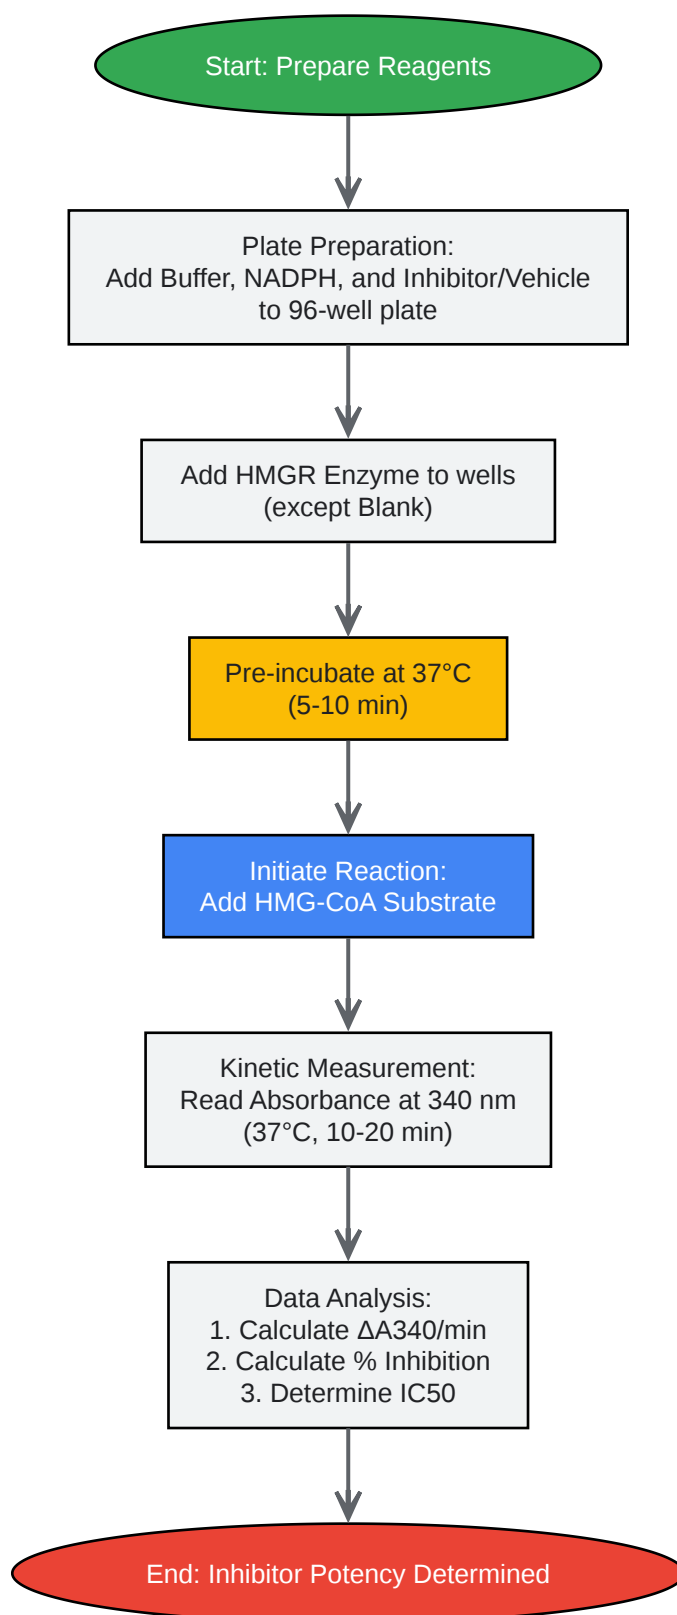 Start: Prepare Reagents
Plate Preparation:
Add Buffer, NADPH, and Inhibitor/Vehicle
to 96-well plate
Add HMGR Enzyme to wells
(except Blank)
Pre-incubate at 37°C
(5-10 min)
Initiate Reaction:
Add HMG-CoA Substrate
Kinetic Measurement:
Read Absorbance at 340 nm
(37°C, 10-20 min)
Data Analysis:
1. Calculate ΔA340/min
2. Calculate % Inhibition
3. Determine IC50
End: Inhibitor Potency Determined